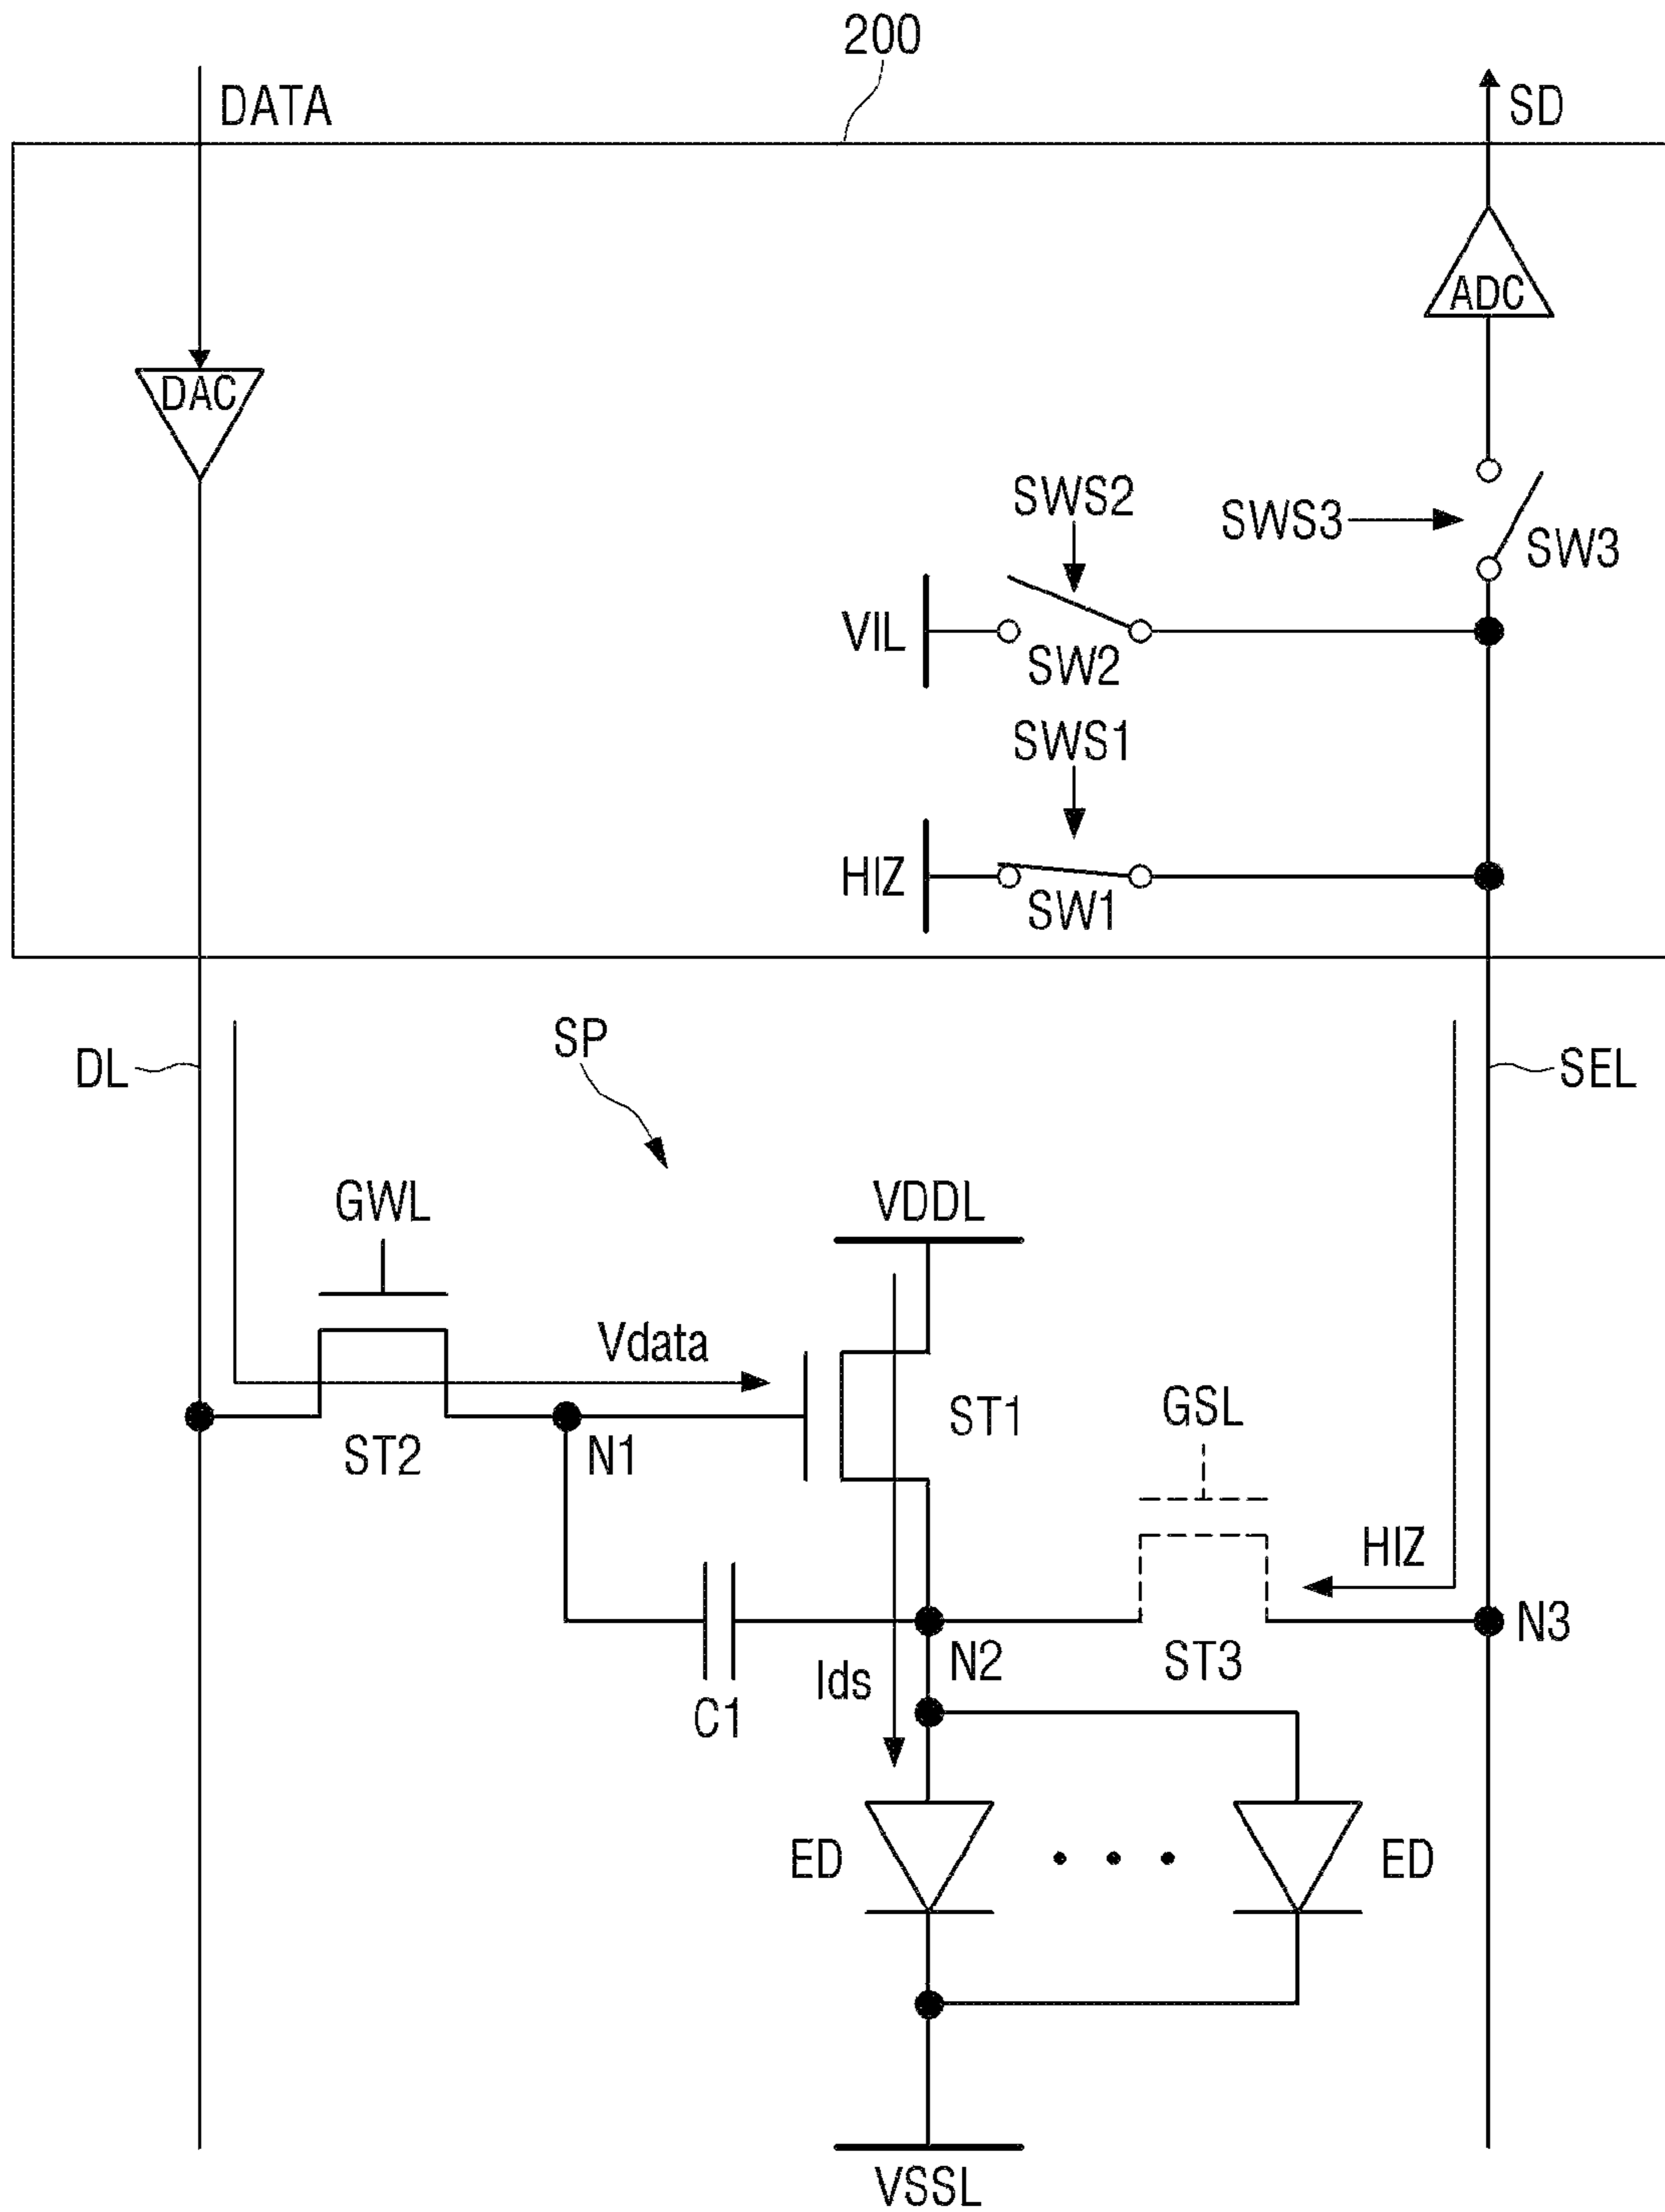 200
DATA
SD
ADC
DAC
SWS2
SWS3
SW3
VIL
SW2
SWS1
HIZ
SW1
SP
DL
SEL
GWL
VDDL
Vdata
ST1
GSL
ST2
N1
HIZ
N3
N2
ST3
Ids
C1
ED
ED
VSSL